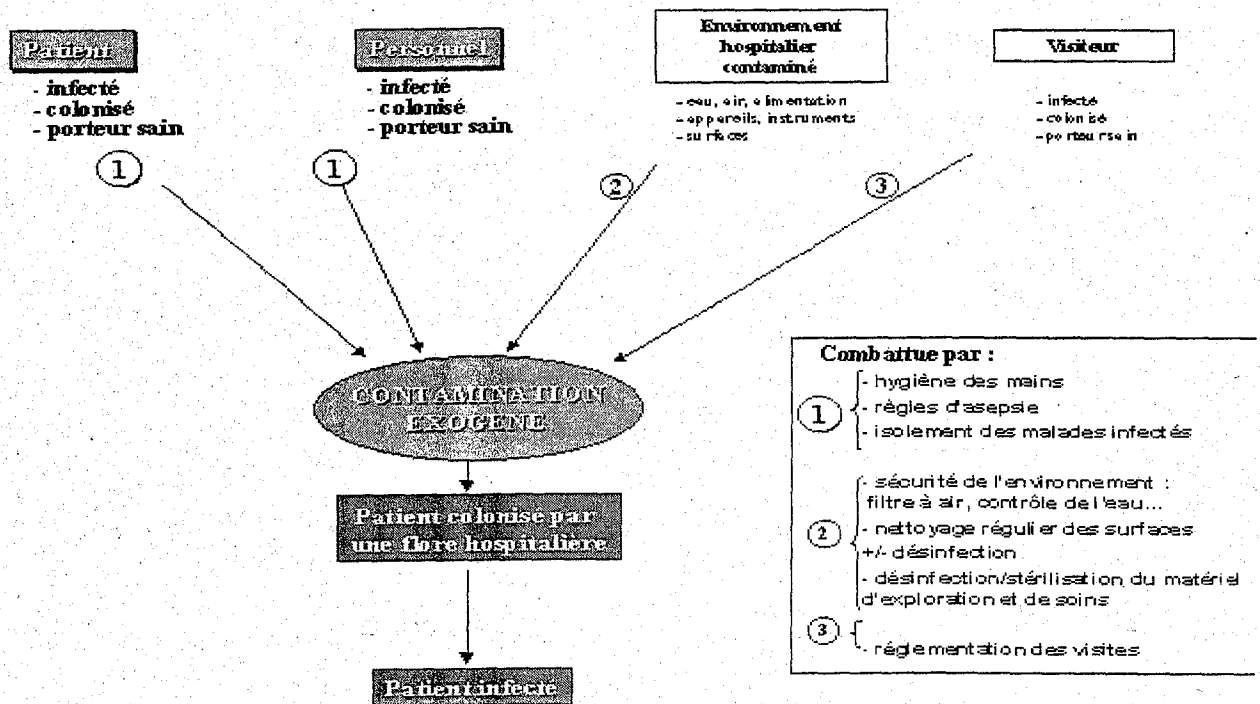 Patient
- infecté
- colonisé
- porteur sain
1
Personnel
- infecté
- colonisé
- porteur sain
1
Environnement
hospitalier
contaminé
- eau, air, alimentation
- appareils, instruments
- surfaces
2
Visiteur
- infecté
- colonisé
- porteur sain
3
CONTAMINATION
EXOGENE
Patient colonisé par
une flore hospitalière
Patient infecté
Combattue par :
1
- hygiène des mains
- règles d'asepsie
- isolement des malades infectés
2
- sécurité de l'environnement :
filtre à air, contrôle de l'eau...
- nettoyage régulier des surfaces
+/- désinfection
- désinfection/stérilisation du matériel
d'exploration et de soins
3
- réglementation des visites